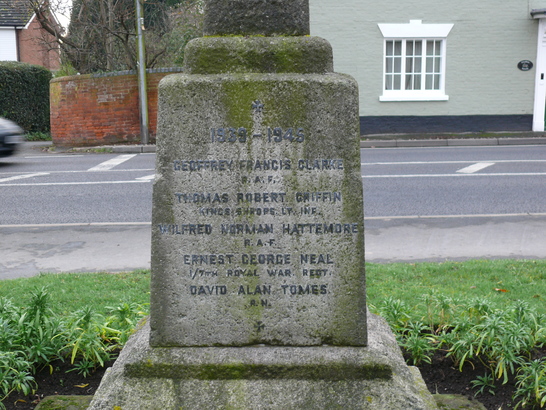 1939 - 1945
GEOFFREY FRANCIS CLARKE
R.A.F.
THOMAS ROBERT GRIFFIN
KINGS SHROPS. LT. INF.
WILFRED NORMAN HATTEMORE
R.A.F.
ERNEST GEORGE NEAL
1/7TH ROYAL WAR. REGT.
DAVID ALAN TOMES.
R.N.